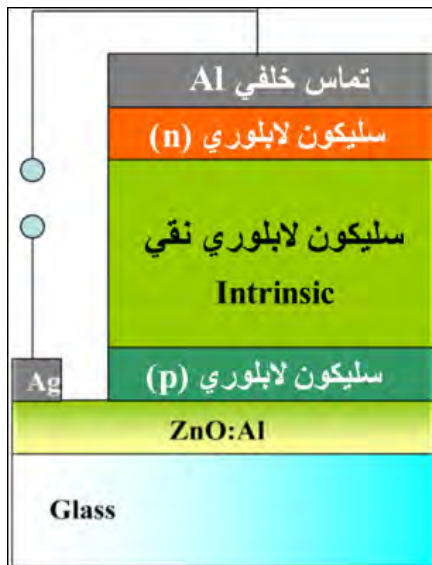 تماس خلفي Al
سليكون لابلوري (n)
سليكون لابلوري نقي
Intrinsic
سليكون لابلوري (p)
Ag
ZnO:Al
Glass